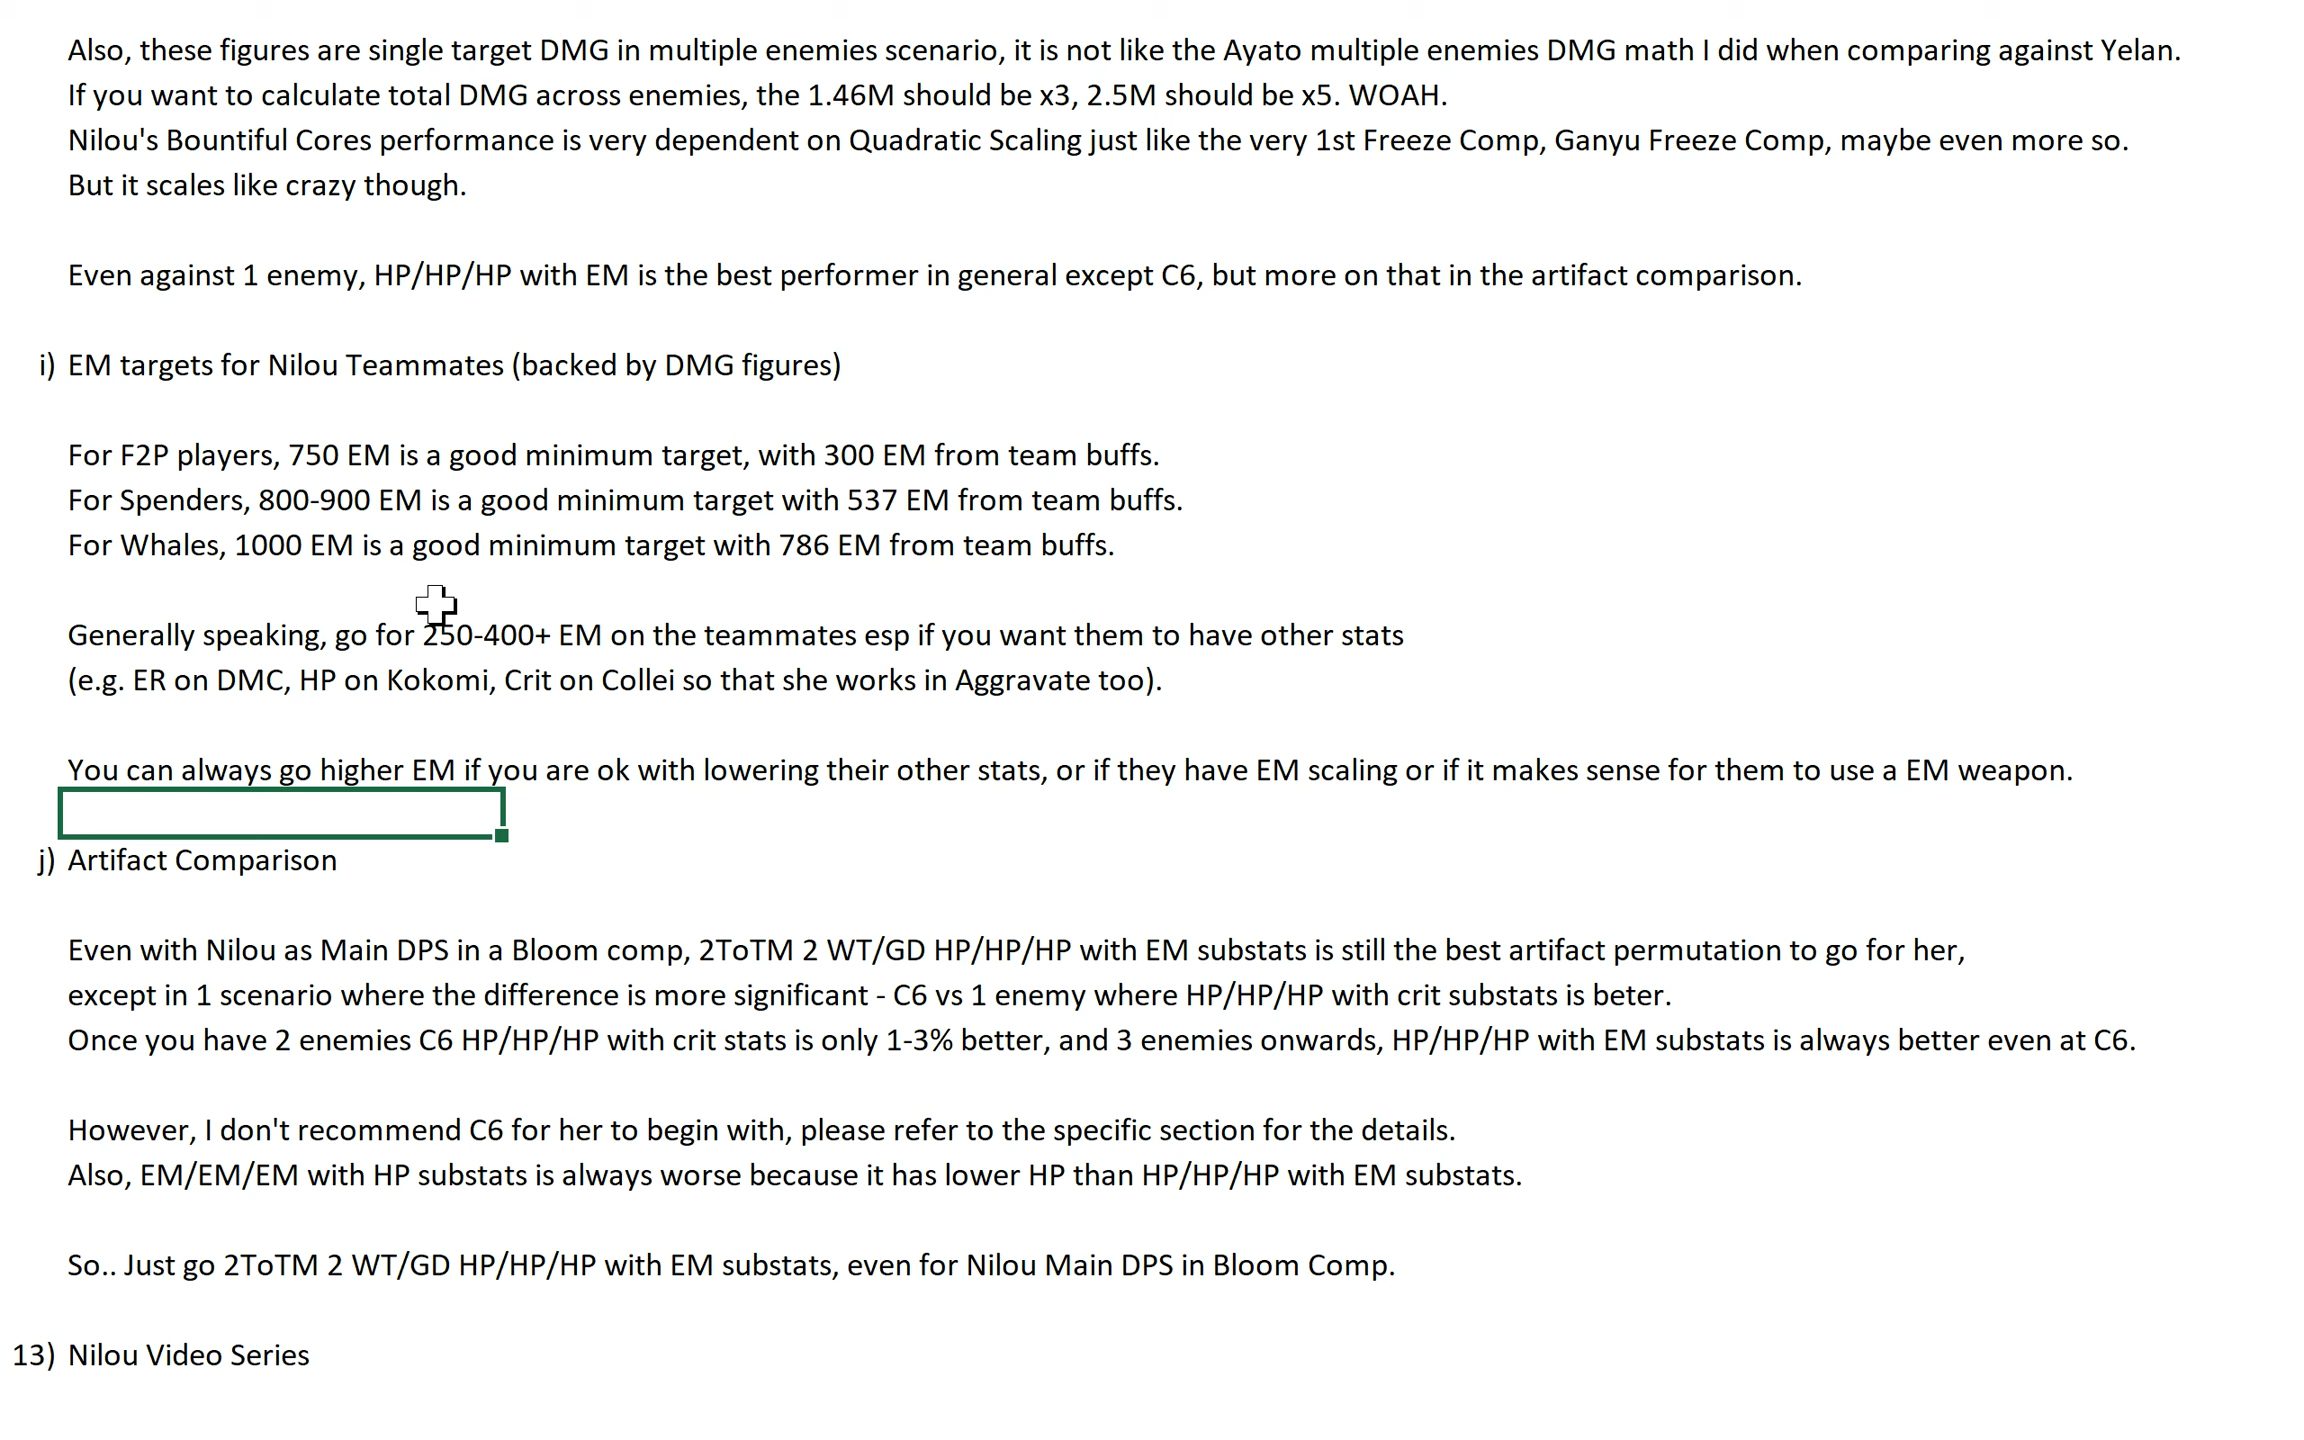 Also, these figures are single target DMG in multiple enemies scenario, it is not like the Ayato multiple enemies DMG math I did when comparing against Yelan.
If you want to calculate total DMG across enemies, the 1.46M should be x3, 2.5M should be x5. WOAH.
Nilou's Bountiful Cores performance is very dependent on Quadratic Scaling just like the very 1st Freeze Comp, Ganyu Freeze Comp, maybe even more so.
But it scales like crazy though.
Even against 1 enemy, HP/HP/HP with EM is the best performer in general except C6, but more on that in the artifact comparison.
i) EM targets for Nilou Teammates (backed by DMG figures)
For F2P players, 750 EM is a good minimum target, with 300 EM from team buffs.
For Spenders, 800-900 EM is a good minimum target with 537 EM from team buffs.
For Whales, 1000 EM is a good minimum target with 786 EM from team buffs.
Generally speaking, go for 250-400+ EM on the teammates esp if you want them to have other stats
(e.g. ER on DMC, HP on Kokomi, Crit on Collei so that she works in Aggravate too).
You can always go higher EM if you are ok with lowering their other stats, or if they have EM scaling or if it makes sense for them to use a EM weapon.
j) Artifact Comparison
Even with Nilou as Main DPS in a Bloom comp, 2ToTM 2 WT/GD HP/HP/HP with EM substats is still the best artifact permutation to go for her,
except in 1 scenario where the difference is more significant - C6 vs 1 enemy where HP/HP/HP with crit substats is beter.
Once you have 2 enemies C6 HP/HP/HP with crit stats is only 1-3% better, and 3 enemies onwards, HP/HP/HP with EM substats is always better even at C6.
However, I don't recommend C6 for her to begin with, please refer to the specific section for the details.
Also, EM/EM/EM with HP substats is always worse because it has lower HP than HP/HP/HP with EM substats.
So.. Just go 2ToTM 2 WT/GD HP/HP/HP with EM substats, even for Nilou Main DPS in Bloom Comp.
13) Nilou Video Series